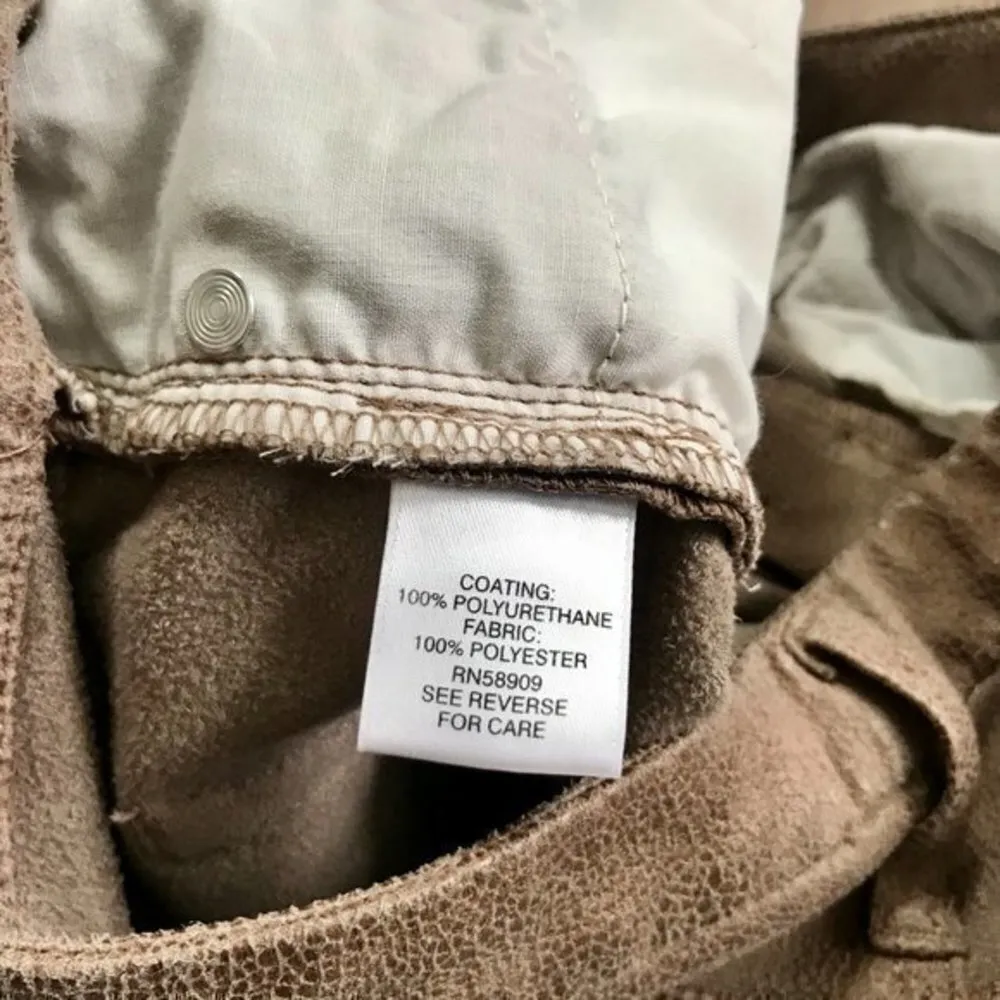 COATING:
100% POLYURETHANE
FABRIC:
100% POLYESTER
RN58909
SEE REVERSE
FOR CARE